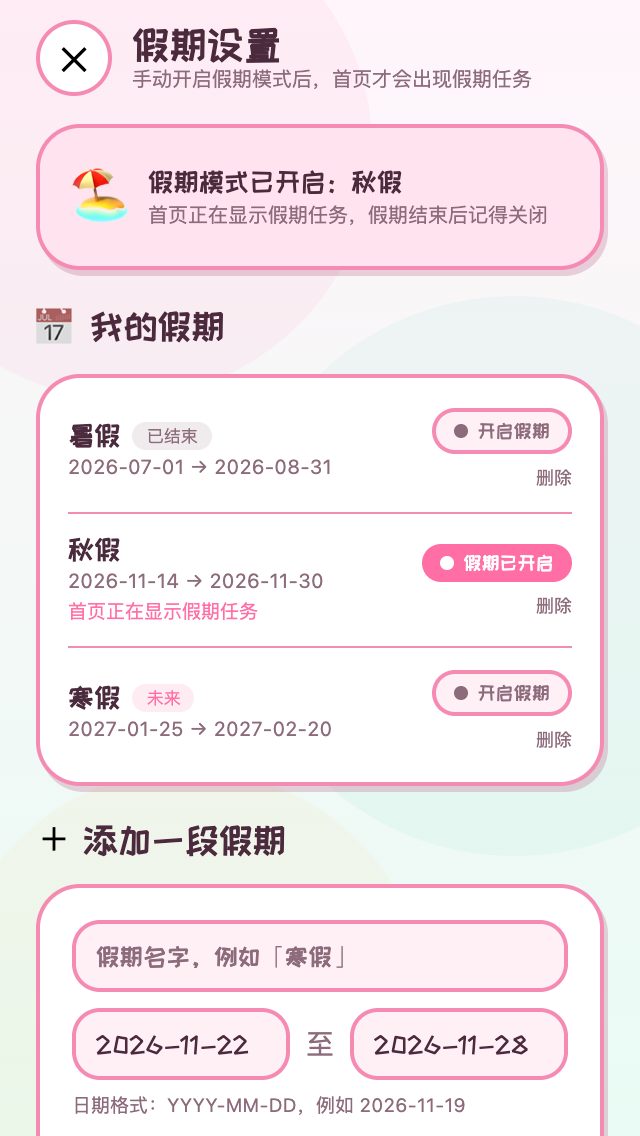 假期设置
手动开启假期模式后，首页才会出现假期任务
假期模式已开启：秋假
首页正在显示假期任务，假期结束后记得关闭
JUL
17
我的假期
暑假 已结束
开启假期
2026-07-01 → 2026-08-31
删除
秋假
假期已开启
2026-11-14 → 2026-11-30
删除
首页正在显示假期任务
寒假 未来
开启假期
2027-01-25 → 2027-02-20
删除
+ 添加一段假期
假期名字，例如「寒假」
2026-11-22 至 2026-11-28
日期格式：YYYY-MM-DD，例如 2026-11-19